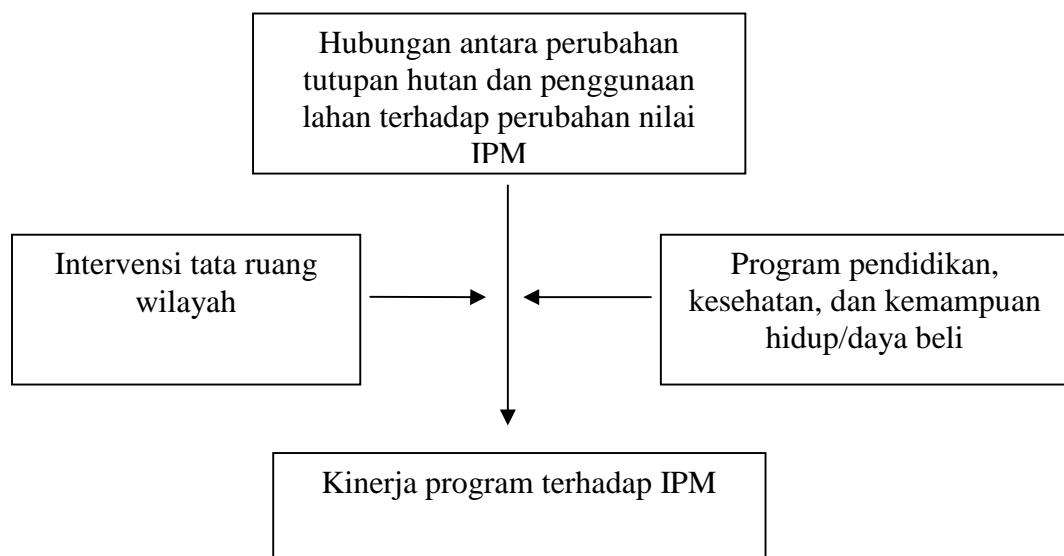 Hubungan antara perubahan
tutupan hutan dan penggunaan
lahan terhadap perubahan nilai
IPM
Intervensi tata ruang
wilayah
Program pendidikan,
kesehatan, dan kemampuan
hidup/daya beli
Kinerja program terhadap IPM